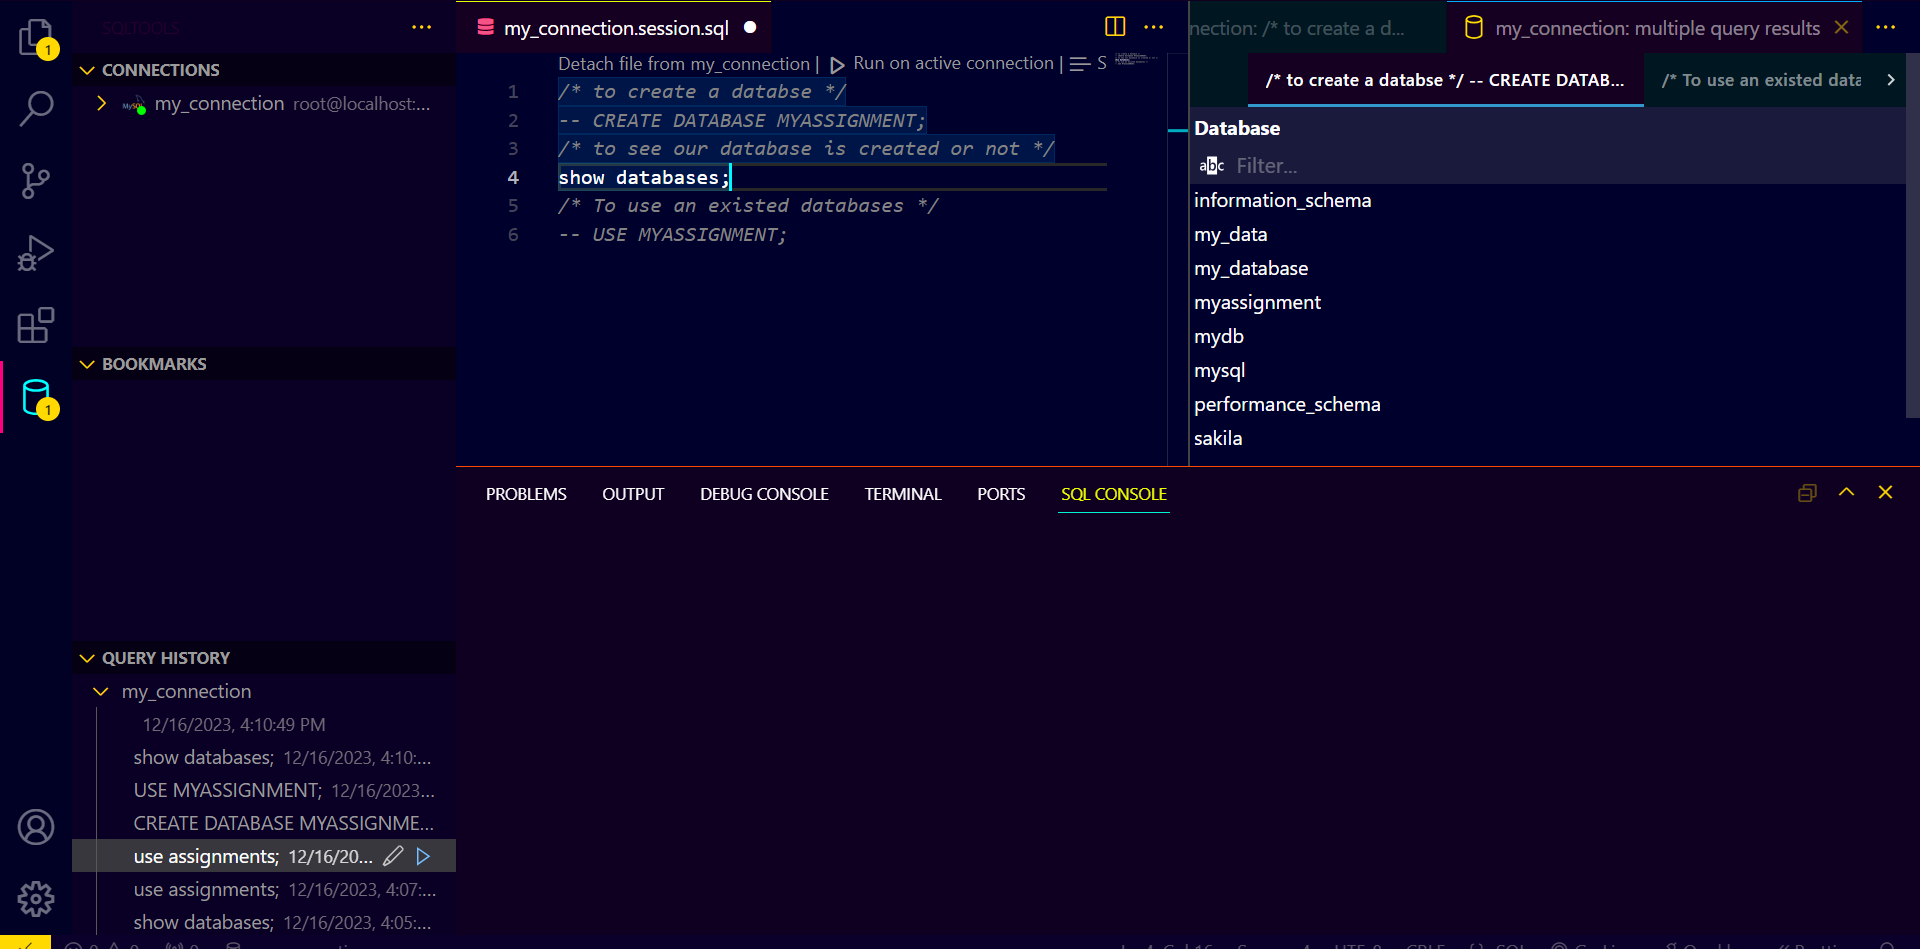 SQLTOOLS
CONNECTIONS
my_connection root@localhost:...
BOOKMARKS
QUERY HISTORY
my_connection
12/16/2023, 4:10:49 PM
show databases; 12/16/2023, 4:10:...
USE MYASSIGNMENT; 12/16/2023...
CREATE DATABASE MYASSIGNME...
use assignments; 12/16/20...
use assignments; 12/16/2023, 4:07:...
show databases; 12/16/2023, 4:05:...
1
1
my_connection.session.sql
Detach file from my_connection | Run on active connection | S
1 /* to create a databse */
2 -- CREATE DATABASE MYASSIGNMENT;
3 /* to see our database is created or not */
4 show databases;
5 /* To use an existed databases */
6 -- USE MYASSIGNMENT;
nection: /* to create a d...
my_connection: multiple query results
/* to create a databse */ -- CREATE DATAB...
/* To use an existed data
Database
abc Filter...
information_schema
my_data
my_database
myassignment
mydb
mysql
performance_schema
sakila
PROBLEMS OUTPUT DEBUG CONSOLE TERMINAL PORTS SQL CONSOLE